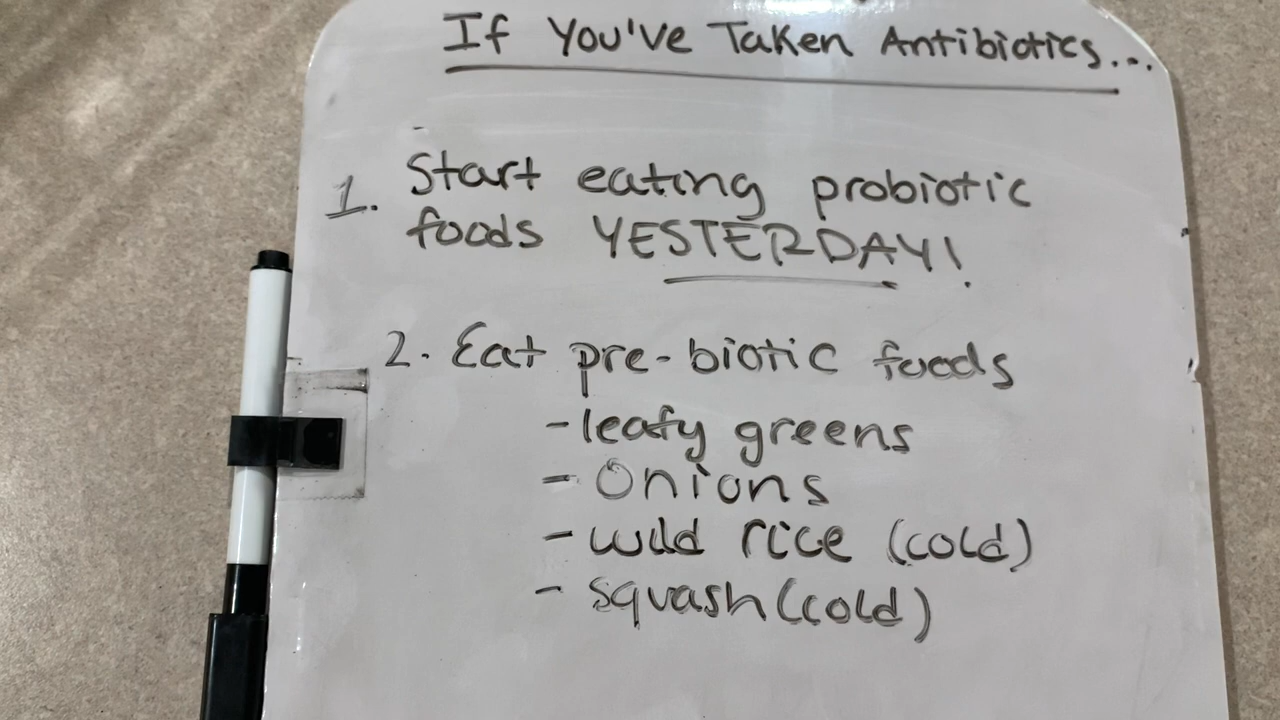 If You've Taken Antibiotics...
1. Start eating probiotic
foods YESTERDAY!
2. Eat pre-biotic foods
- leafy greens
- Onions
- wild rice (cold)
- squash (cold)